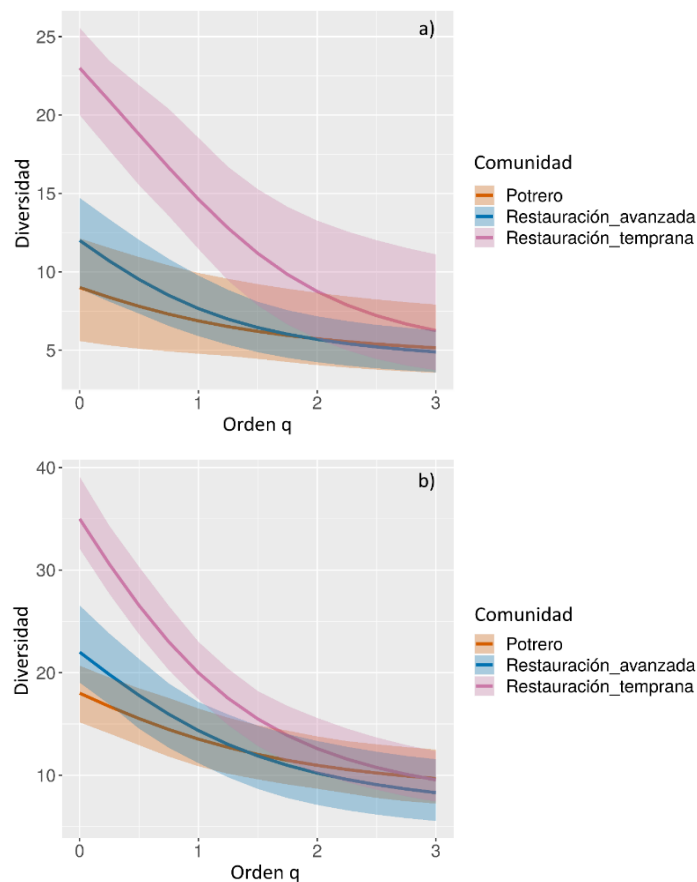 a)
25
20
15
10
5
Diversidad
0
1
2
3
Orden q
Comunidad
Potrero
Restauración_avanzada
Restauración_temprana
b)
40
30
20
10
Diversidad
0
1
2
3
Orden q
Comunidad
Potrero
Restauración_avanzada
Restauración_temprana